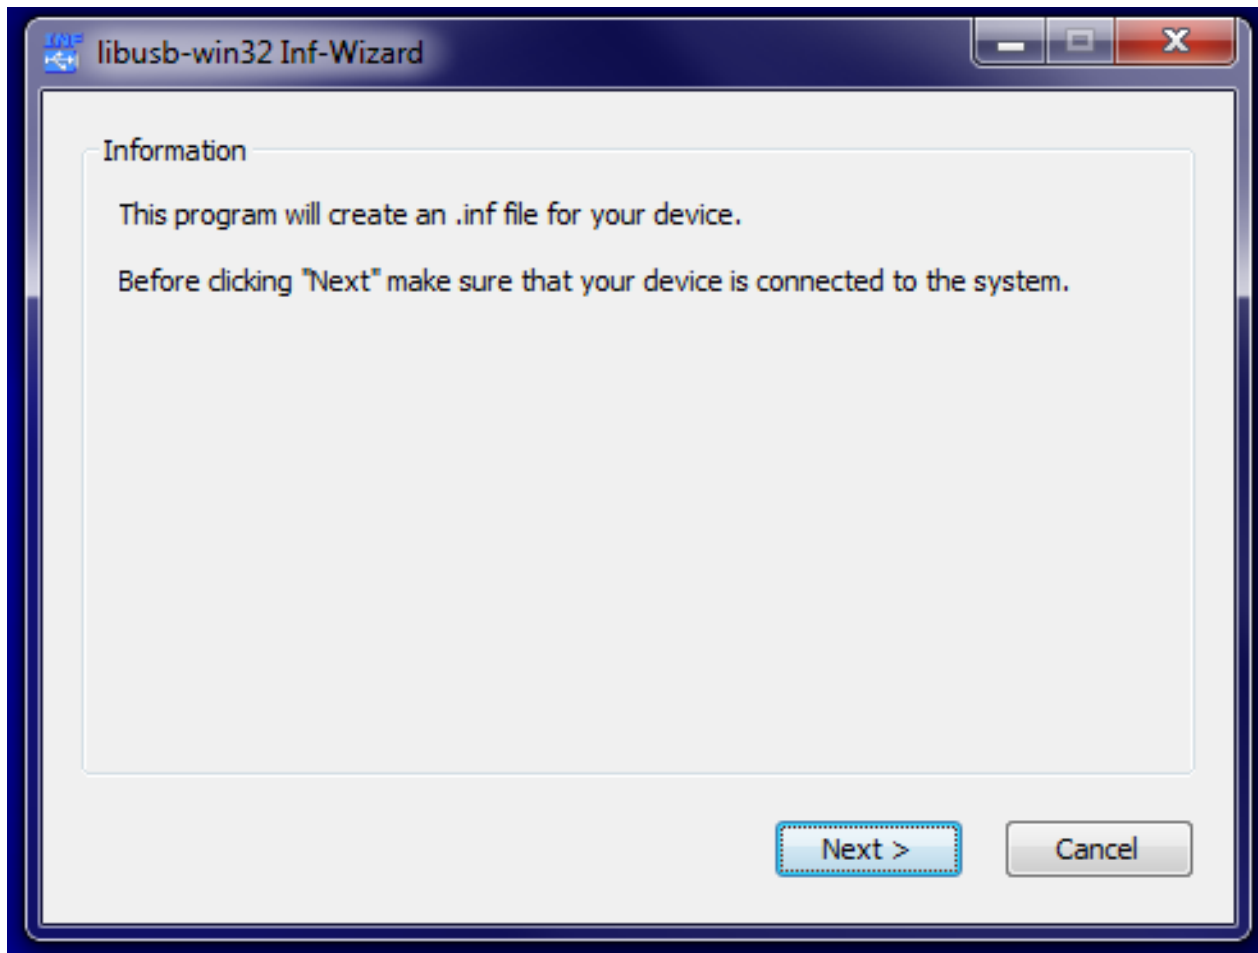 INF
libusb-win32 Inf-Wizard
Information
This program will create an .inf file for your device.
Before clicking "Next" make sure that your device is connected to the system.
Next >
Cancel